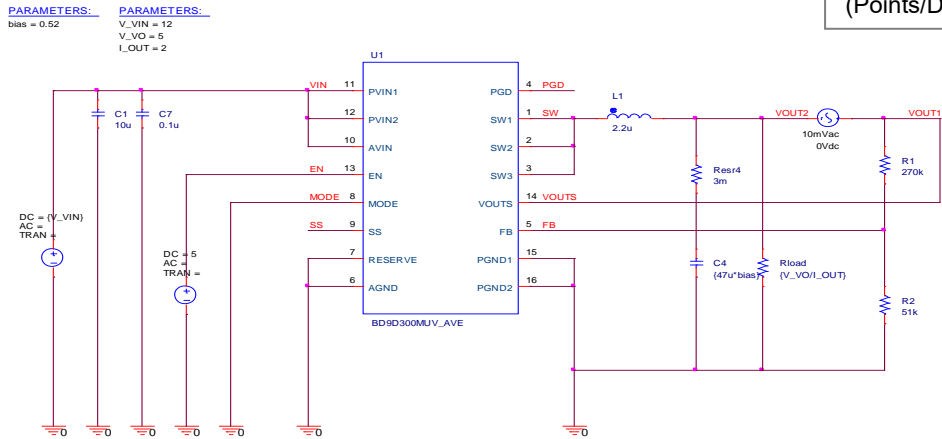 PARAMETERS:
bias = 0.52
PARAMETERS:
V_VIN = 12
V_VO = 5
I_OUT = 2
(Points/D
U1
VIN 11 PVIN1
12 PVIN2
10 AVIN
EN 13 EN
MODE 8 MODE
SS 9 SS
7 RESERVE
6 AGND
PGD 4 PGD
SW1 1 SW
SW2 2
SW3 3
VOUTS 14 VOUTS
FB 5 FB
PGND1 15
PGND2 16
BD9D300MUV_AVE
C1
10u
C7
0.1u
L1
2.2u
VOUT2
10mVac
0Vdc
VOUT1
R1
270k
Resr4
3m
C4
{47u*bias}
Rload
{V_VO/I_OUT}
R2
51k
DC = {V_VIN}
AC =
TRAN =
DC = 5
AC =
TRAN =
0
0
0
0
0
0
0